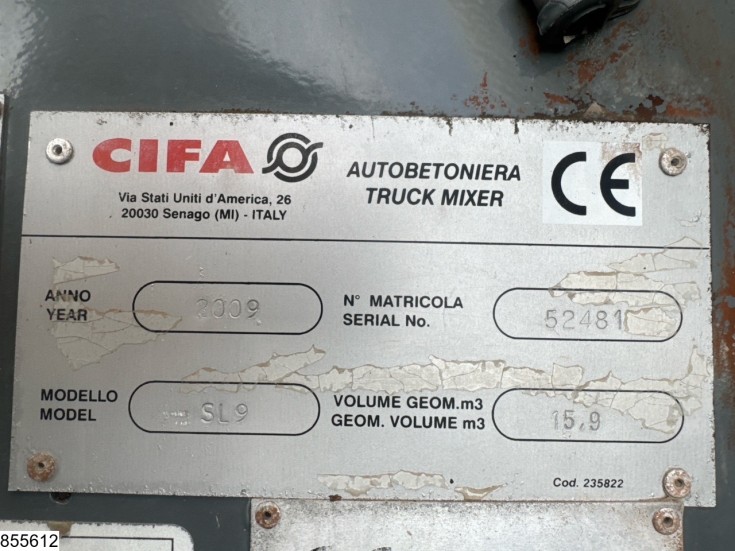 CIFA
Via Stati Uniti d'America, 26
20030 Senago (MI) - ITALY
AUTOBETONIERA
TRUCK MIXER
CE
ANNO
YEAR
2009
N° MATRICOLA
SERIAL No.
52481
MODELLO
MODEL
SL9
VOLUME GEOM.m3
GEOM. VOLUME m3
15,9
Cod. 235822
855612